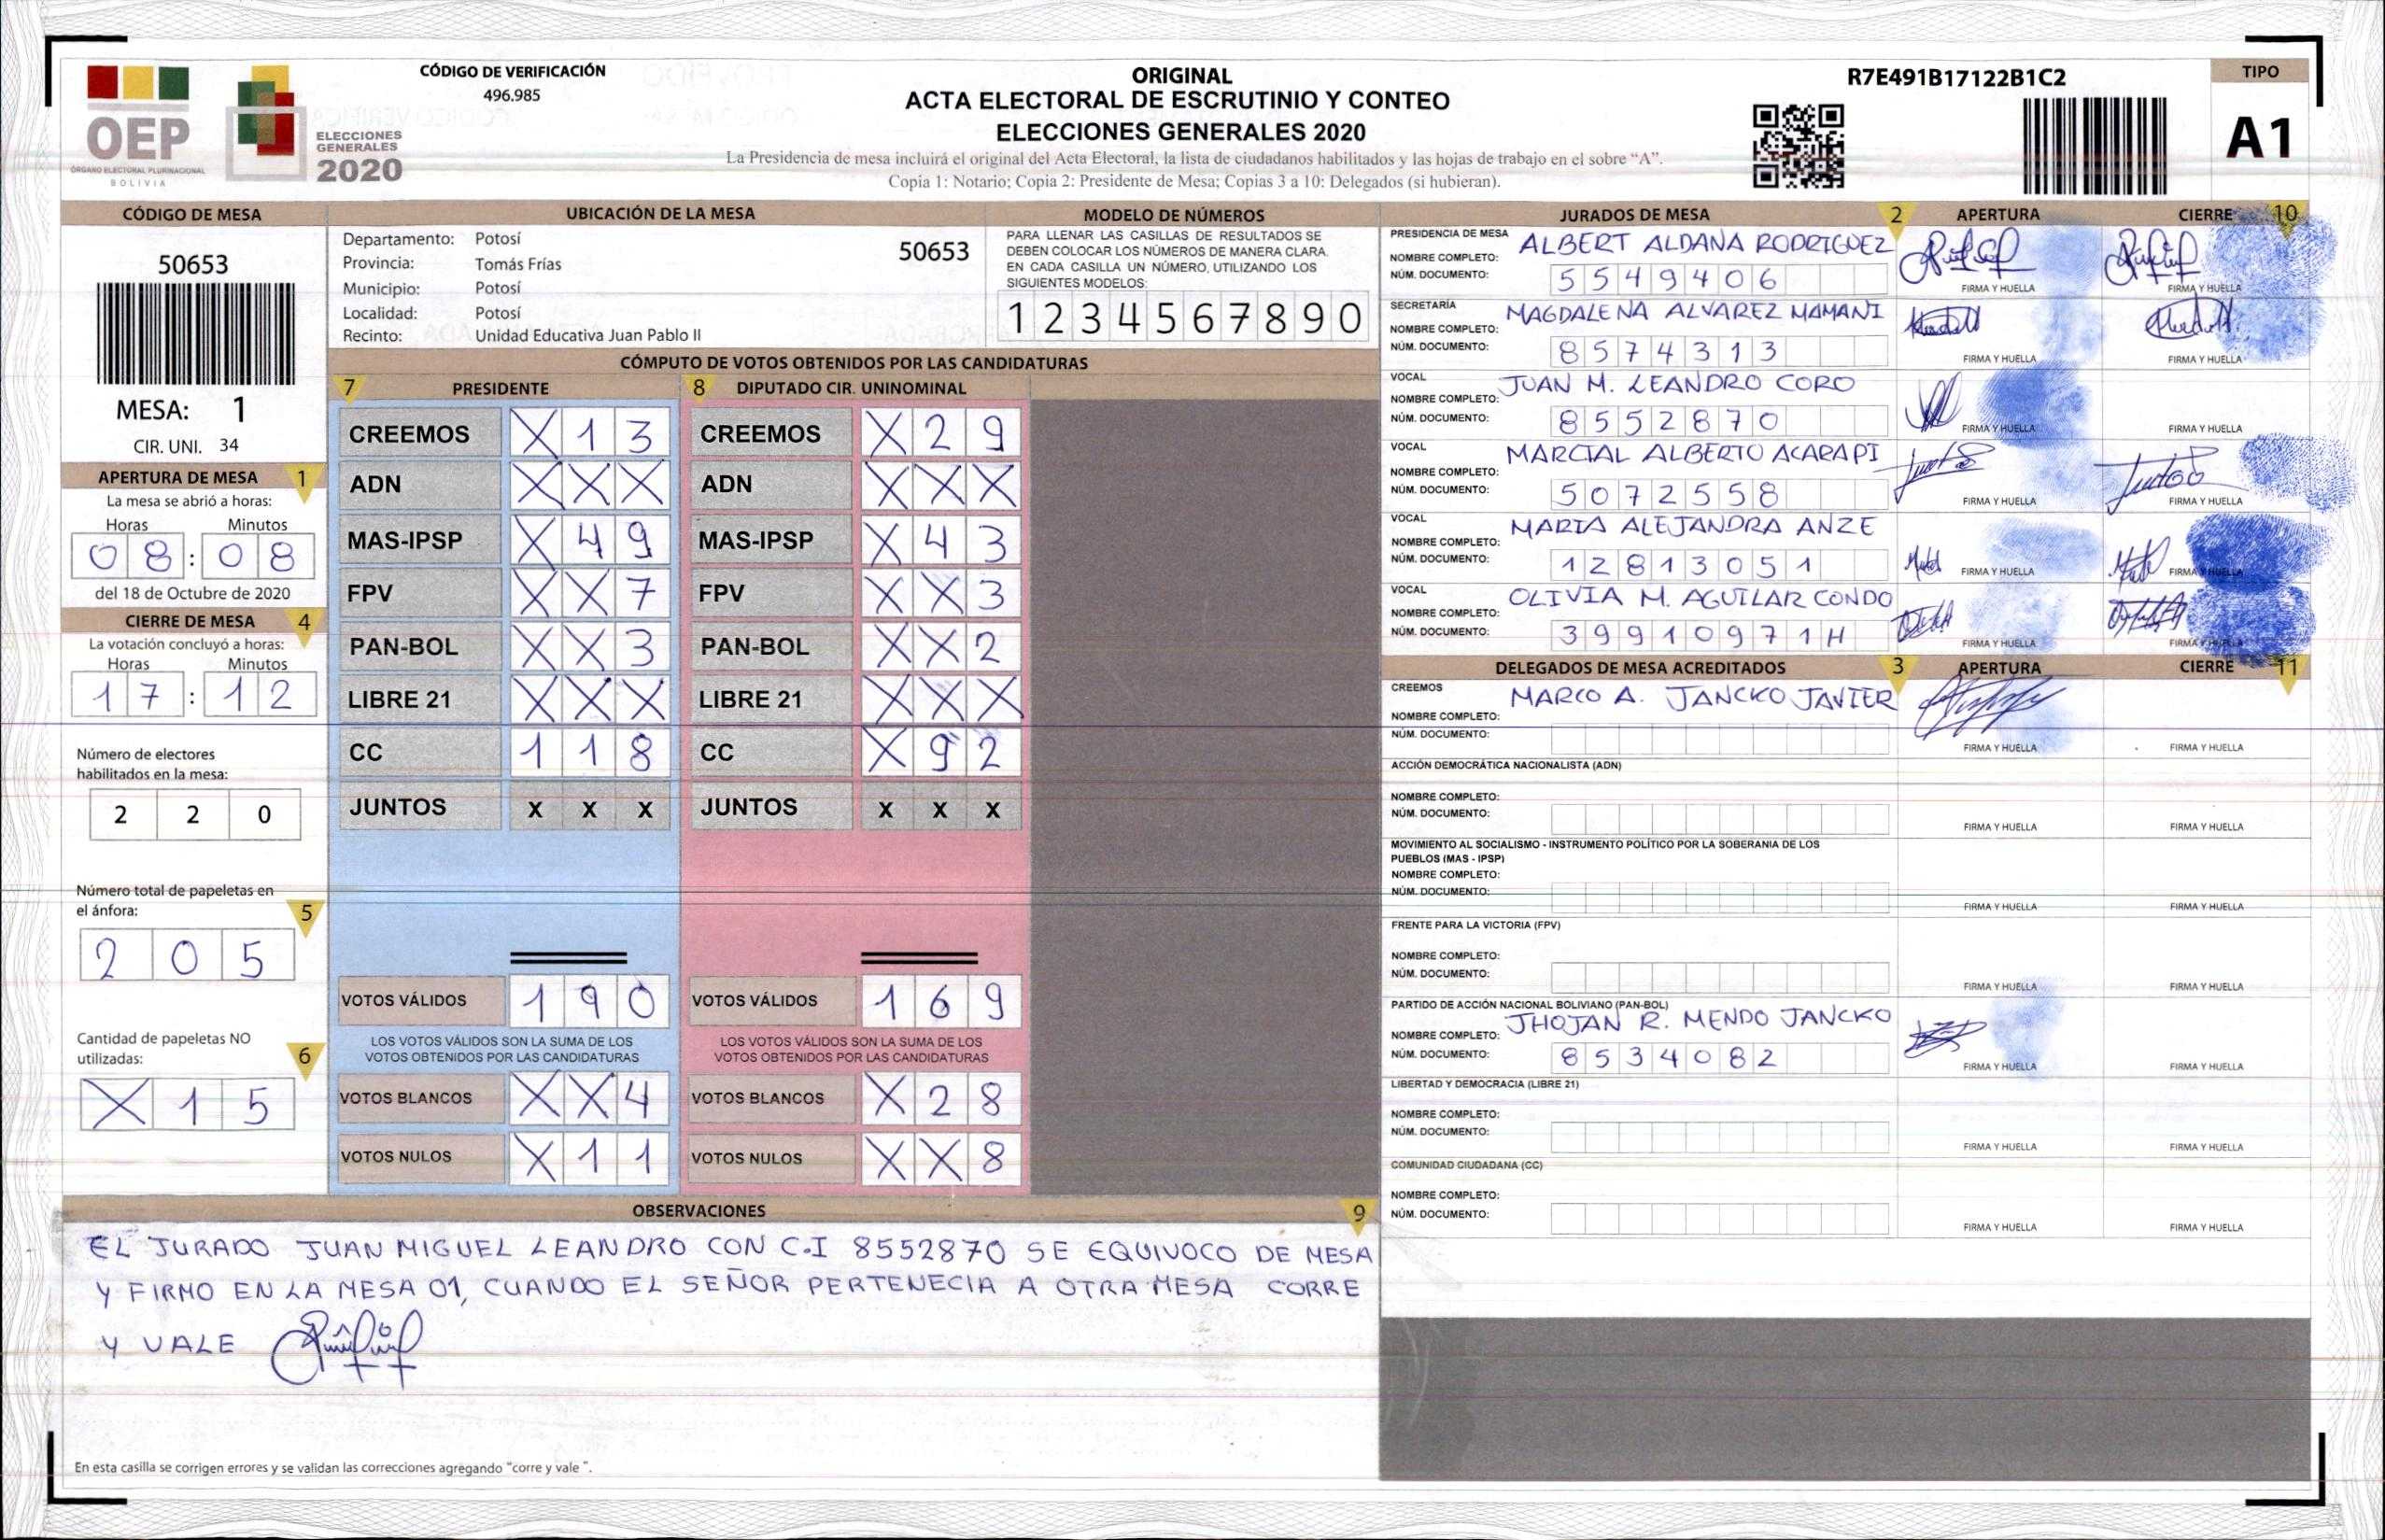 CÓDIGO DE VERIFICACIÓN
496.985
OEP
ÓRGANO ELECTORAL PLURINACIONAL
BOLIVIA
ELECCIONES
GENERALES
2020
ORIGINAL
ACTA ELECTORAL DE ESCRUTINIO Y CONTEO
ELECCIONES GENERALES 2020
La Presidencia de mesa incluirá el original del Acta Electoral, la lista de ciudadanos habilitados y las hojas de trabajo en el sobre “A”.
Copia 1: Notario; Copia 2: Presidente de Mesa; Copias 3 a 10: Delegados (si hubieran).
R7E491B17122B1C2
TIPO
A1
CÓDIGO DE MESA
50653
MESA: 1
CIR. UNI. 34
APERTURA DE MESA 1
La mesa se abrió a horas:
Horas Minutos
08 : 08
del 18 de Octubre de 2020
CIERRE DE MESA 4
La votación concluyó a horas:
Horas Minutos
17 : 12
Número de electores
habilitados en la mesa:
2 2 0
Número total de papeletas en
el ánfora: 5
2 0 5
Cantidad de papeletas NO
utilizadas: 6
X 1 5
UBICACIÓN DE LA MESA
Departamento: Potosí 50653
Provincia: Tomás Frías
Municipio: Potosí
Localidad: Potosí
Recinto: Unidad Educativa Juan Pablo II
MODELO DE NÚMEROS
PARA LLENAR LAS CASILLAS DE RESULTADOS SE
DEBEN COLOCAR LOS NÚMEROS DE MANERA CLARA.
EN CADA CASILLA UN NÚMERO, UTILIZANDO LOS
SIGUIENTES MODELOS:
1 2 3 4 5 6 7 8 9 0
CÓMPUTO DE VOTOS OBTENIDOS POR LAS CANDIDATURAS
7 PRESIDENTE
CREEMOS X 1 3
ADN X X X
MAS-IPSP X 4 9
FPV X X 7
PAN-BOL X X 3
LIBRE 21 X X X
CC 1 1 8
JUNTOS X X X
VOTOS VÁLIDOS 1 9 0
LOS VOTOS VÁLIDOS SON LA SUMA DE LOS
VOTOS OBTENIDOS POR LAS CANDIDATURAS
VOTOS BLANCOS X X 4
VOTOS NULOS X 1 1
8 DIPUTADO CIR. UNINOMINAL
CREEMOS X 2 9
ADN X X X
MAS-IPSP X 4 3
FPV X X 3
PAN-BOL X X 2
LIBRE 21 X X X
CC X 9 2
JUNTOS X X X
VOTOS VÁLIDOS 1 6 9
LOS VOTOS VÁLIDOS SON LA SUMA DE LOS
VOTOS OBTENIDOS POR LAS CANDIDATURAS
VOTOS BLANCOS X 2 8
VOTOS NULOS X X 8
OBSERVACIONES 9
EL JURADO JUAN MIGUEL LEANDRO CON C.I 8552870 SE EQUIVOCO DE MESA
Y FIRMO EN LA MESA 01, CUANDO EL SEÑOR PERTENECIA A OTRA MESA CORRE
Y VALE
En esta casilla se corrigen errores y se validan las correcciones agregando "corre y vale ".
JURADOS DE MESA 2 APERTURA CIERRE 10
PRESIDENCIA DE MESA
NOMBRE COMPLETO: ALBERT ALDANA RODRIGUEZ
NÚM. DOCUMENTO: 5549406
FIRMA Y HUELLA FIRMA Y HUELLA
SECRETARÍA
NOMBRE COMPLETO: MAGDALENA ALVAREZ MAMANI
NÚM. DOCUMENTO: 8574313
FIRMA Y HUELLA FIRMA Y HUELLA
VOCAL
NOMBRE COMPLETO: JUAN M. LEANDRO CORO
NÚM. DOCUMENTO: 8552870
FIRMA Y HUELLA FIRMA Y HUELLA
VOCAL
NOMBRE COMPLETO: MARCIAL ALBERTO ACARAPI
NÚM. DOCUMENTO: 5072558
FIRMA Y HUELLA FIRMA Y HUELLA
VOCAL
NOMBRE COMPLETO: MARIA ALEJANDRA ANZE
NÚM. DOCUMENTO: 12813051
FIRMA Y HUELLA FIRMA Y HUELLA
VOCAL
NOMBRE COMPLETO: OLIVIA M. AGUILAR CONDO
NÚM. DOCUMENTO: 39910971H
FIRMA Y HUELLA FIRMA Y HUELLA
DELEGADOS DE MESA ACREDITADOS 3 APERTURA CIERRE 11
CREEMOS
NOMBRE COMPLETO: MARCO A. JANCKO JAVIER
NÚM. DOCUMENTO:
FIRMA Y HUELLA FIRMA Y HUELLA
ACCIÓN DEMOCRÁTICA NACIONALISTA (ADN)
NOMBRE COMPLETO:
NÚM. DOCUMENTO:
FIRMA Y HUELLA FIRMA Y HUELLA
MOVIMIENTO AL SOCIALISMO - INSTRUMENTO POLÍTICO POR LA SOBERANIA DE LOS
PUEBLOS (MAS - IPSP)
NOMBRE COMPLETO:
NÚM. DOCUMENTO:
FIRMA Y HUELLA FIRMA Y HUELLA
FRENTE PARA LA VICTORIA (FPV)
NOMBRE COMPLETO:
NÚM. DOCUMENTO:
FIRMA Y HUELLA FIRMA Y HUELLA
PARTIDO DE ACCIÓN NACIONAL BOLIVIANO (PAN-BOL)
NOMBRE COMPLETO: JHOJAN R. MENDO JANCKO
NÚM. DOCUMENTO: 8534082
FIRMA Y HUELLA FIRMA Y HUELLA
LIBERTAD Y DEMOCRACIA (LIBRE 21)
NOMBRE COMPLETO:
NÚM. DOCUMENTO:
FIRMA Y HUELLA FIRMA Y HUELLA
COMUNIDAD CIUDADANA (CC)
NOMBRE COMPLETO:
NÚM. DOCUMENTO:
FIRMA Y HUELLA FIRMA Y HUELLA